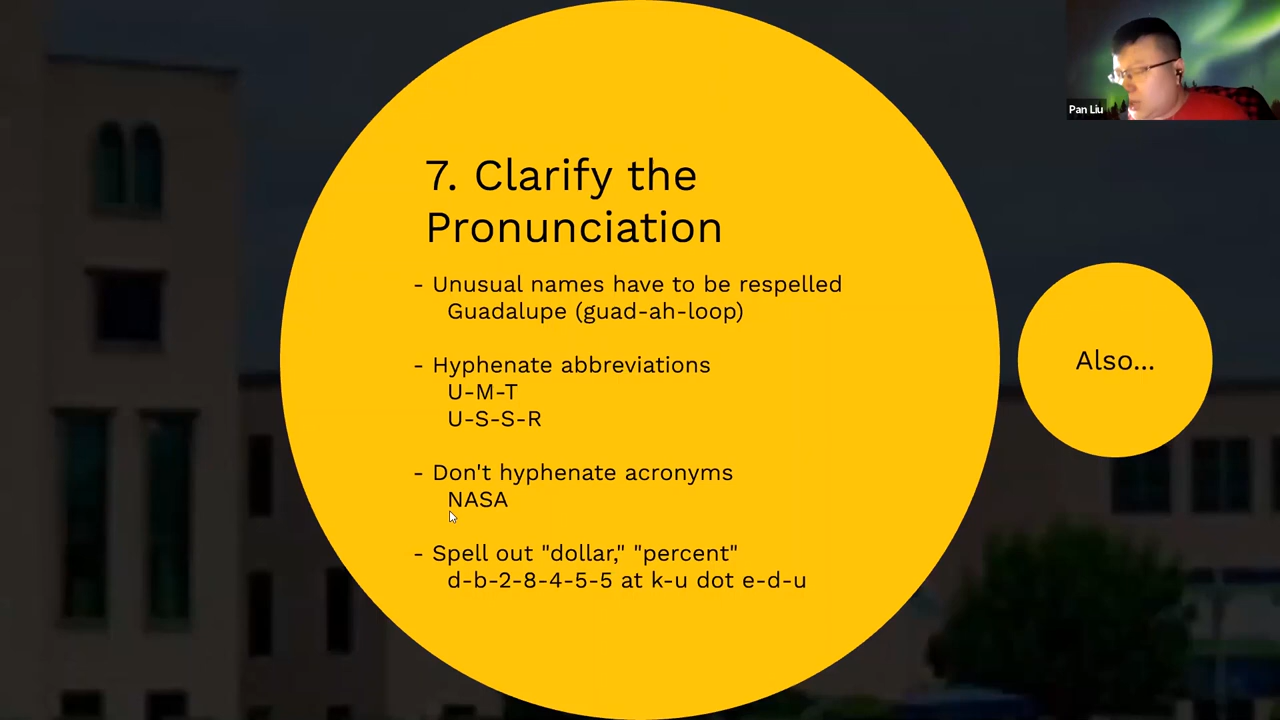 Pan Liu
7. Clarify the
Pronunciation
- Unusual names have to be respelled
Guadalupe (guad-ah-loop)
- Hyphenate abbreviations
U-M-T
U-S-S-R
- Don't hyphenate acronyms
NASA
- Spell out "dollar," "percent"
d-b-2-8-4-5-5 at k-u dot e-d-u
Also...